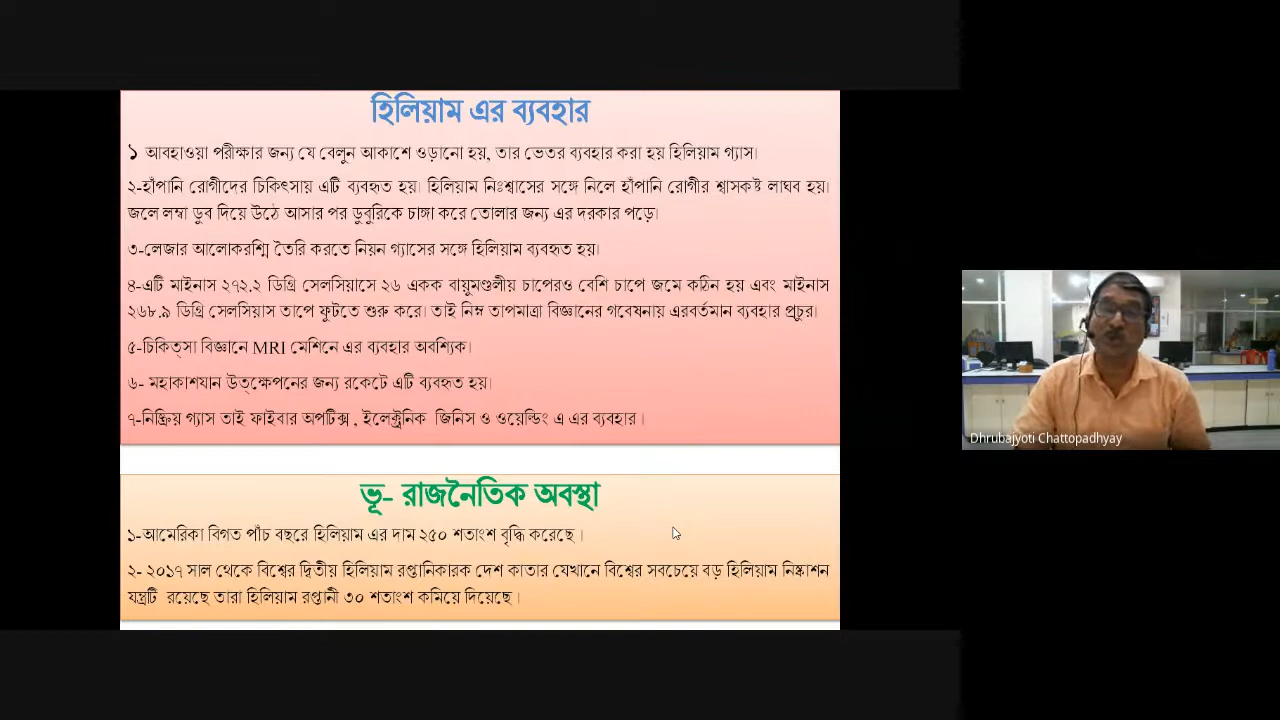 হিলিয়াম এর ব্যবহার
১ আবহাওয়া পরীক্ষার জন্য যে বেলুন আকাশে ওড়ানো হয়, তার ভেতর ব্যবহার করা হয় হিলিয়াম গ্যাস।
২-হাঁপানি রোগীদের চিকিৎসায় এটি ব্যবহৃত হয়। হিলিয়াম নিঃশ্বাসের সঙ্গে নিলে হাঁপানি রোগীর শ্বাসকষ্ট লাঘব হয়।
জলে লম্বা ডুব দিয়ে উঠে আসার পর ডুবুরিকে চাঙ্গা করে তোলার জন্য এর দরকার পড়ে।
৩-লেজার আলোকরশ্মি তৈরি করতে নিয়ন গ্যাসের সঙ্গে হিলিয়াম ব্যবহৃত হয়।
৪-এটি মাইনাস ২৭২.২ ডিগ্রি সেলসিয়াসে ২৬ একক বায়ুমণ্ডলীয় চাপেরও বেশি চাপে জমে কঠিন হয় এবং মাইনাস
২৬৮.৯ ডিগ্রি সেলসিয়াস তাপে ফুটতে শুরু করে। তাই নিম্ন তাপমাত্রা বিজ্ঞানের গবেষনায় এরবর্তমান ব্যবহার প্রচুর।
৫-চিকিত্সা বিজ্ঞানে MRI মেশিনে এর ব্যবহার অবশ্যিক।
৬- মহাকাশযান উত্ক্ষেপনের জন্য রকেটে এটি ব্যবহৃত হয়।
৭-নিষ্ক্রিয় গ্যাস তাই ফাইবার অপটিক্স , ইলেক্ট্রনিক জিনিস ও ওয়েল্ডিং এ এর ব্যবহার।
ভূ- রাজনৈতিক অবস্থা
১-আমেরিকা বিগত পাঁচ বছরে হিলিয়াম এর দাম ২৫০ শতাংশ বৃদ্ধি করেছে।
২- ২০১৭ সাল থেকে বিশ্বের দ্বিতীয় হিলিয়াম রপ্তানিকারক দেশ কাতার যেখানে বিশ্বের সবচেয়ে বড় হিলিয়াম নিষ্কাশন
যন্ত্রটি রয়েছে তারা হিলিয়াম রপ্তানী ৩০ শতাংশ কমিয়ে দিয়েছে।
Dhrubajyoti Chattopadhyay